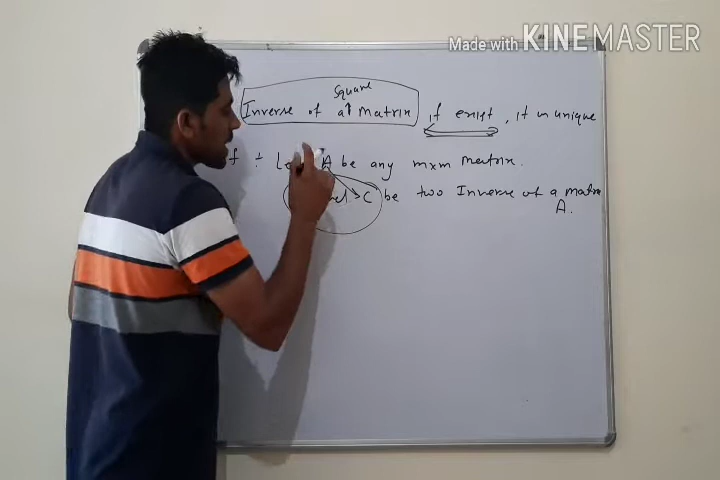 Made with KINEMASTER
Square
Inverse of a matrix if exist, it is unique
A be any mxm matrix.
C be two Inverse of a matrix
A.